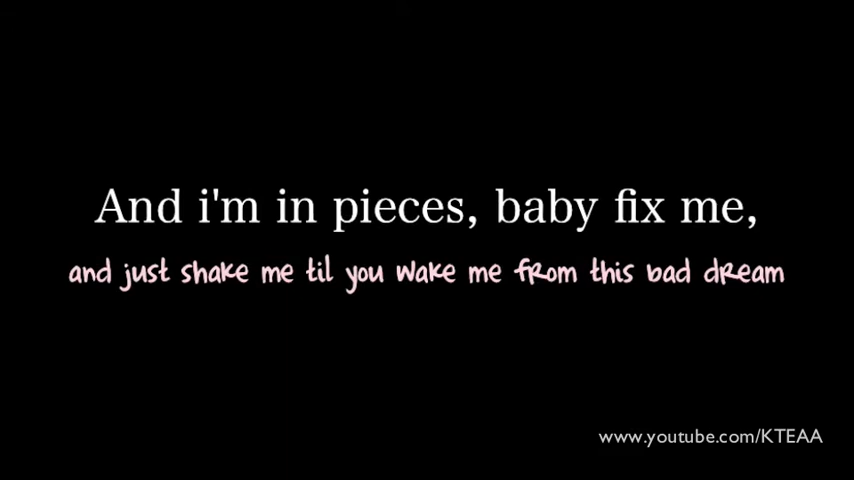 And i'm in pieces, baby fix me,
and just shake me til you wake me from this bad dream
www.youtube.com/KTEAA